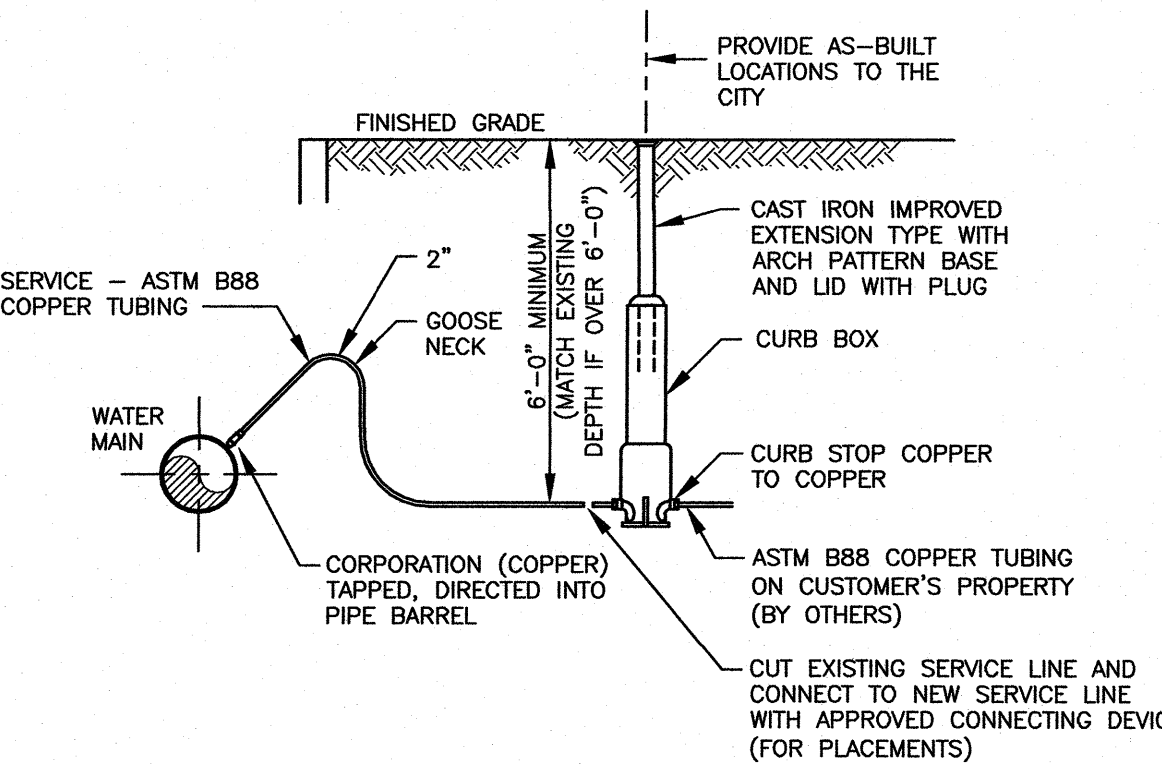 PROVIDE AS-BUILT
LOCATIONS TO THE
CITY
FINISHED GRADE
CAST IRON IMPROVED
EXTENSION TYPE WITH
ARCH PATTERN BASE
AND LID WITH PLUG
6'-0" MINIMUM
(MATCH EXISTING
DEPTH IF OVER 6'-0")
2"
SERVICE - ASTM B88
COPPER TUBING
GOOSE
NECK
CURB BOX
WATER
MAIN
CURB STOP COPPER
TO COPPER
CORPORATION (COPPER)
TAPPED, DIRECTED INTO
PIPE BARREL
ASTM B88 COPPER TUBING
ON CUSTOMER'S PROPERTY
(BY OTHERS)
CUT EXISTING SERVICE LINE AND
CONNECT TO NEW SERVICE LINE
WITH APPROVED CONNECTING DEVIC
(FOR PLACEMENTS)